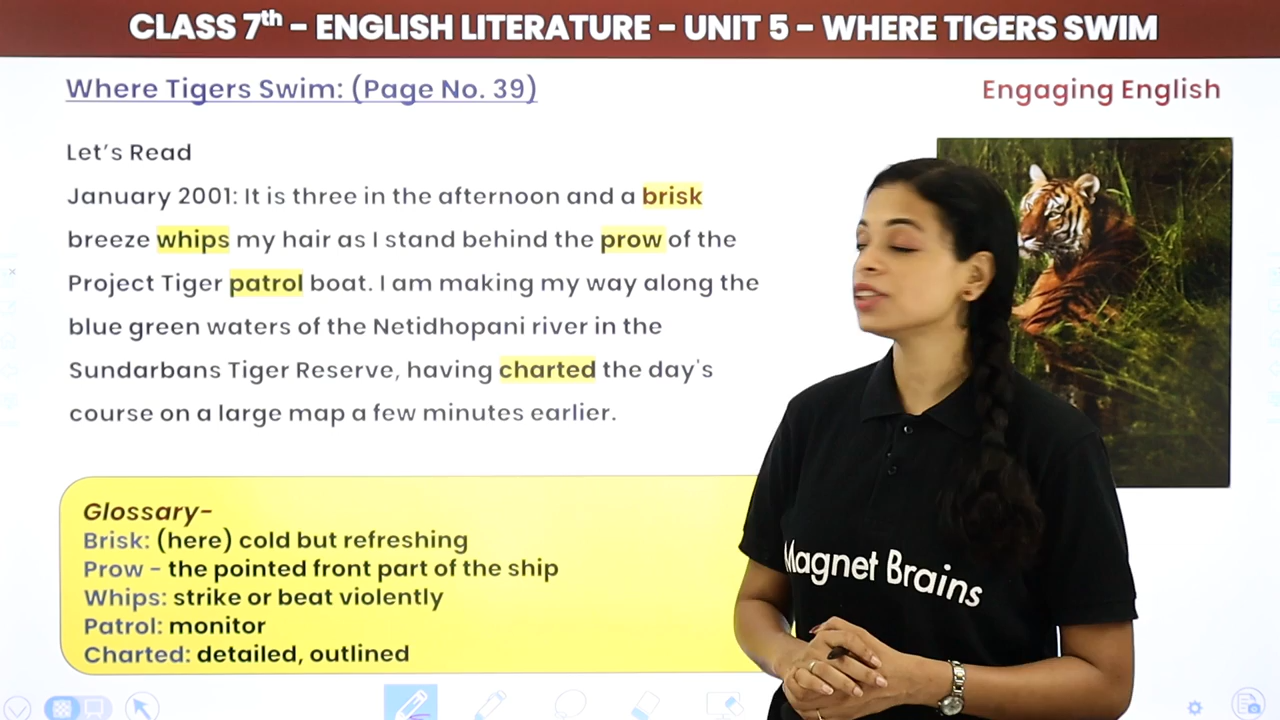 CLASS 7th – ENGLISH LITERATURE – UNIT 5 – WHERE TIGERS SWIM
Where Tigers Swim: (Page No. 39)
Engaging English
Let's Read
January 2001: It is three in the afternoon and a brisk
breeze whips my hair as I stand behind the prow of the
Project Tiger patrol boat. I am making my way along the
blue green waters of the Netidhopani river in the
Sundarbans Tiger Reserve, having charted the day's
course on a large map a few minutes earlier.
Glossary-
Brisk: (here) cold but refreshing
Prow – the pointed front part of the ship
Whips: strike or beat violently
Patrol: monitor
Charted: detailed, outlined
Magnet Brains